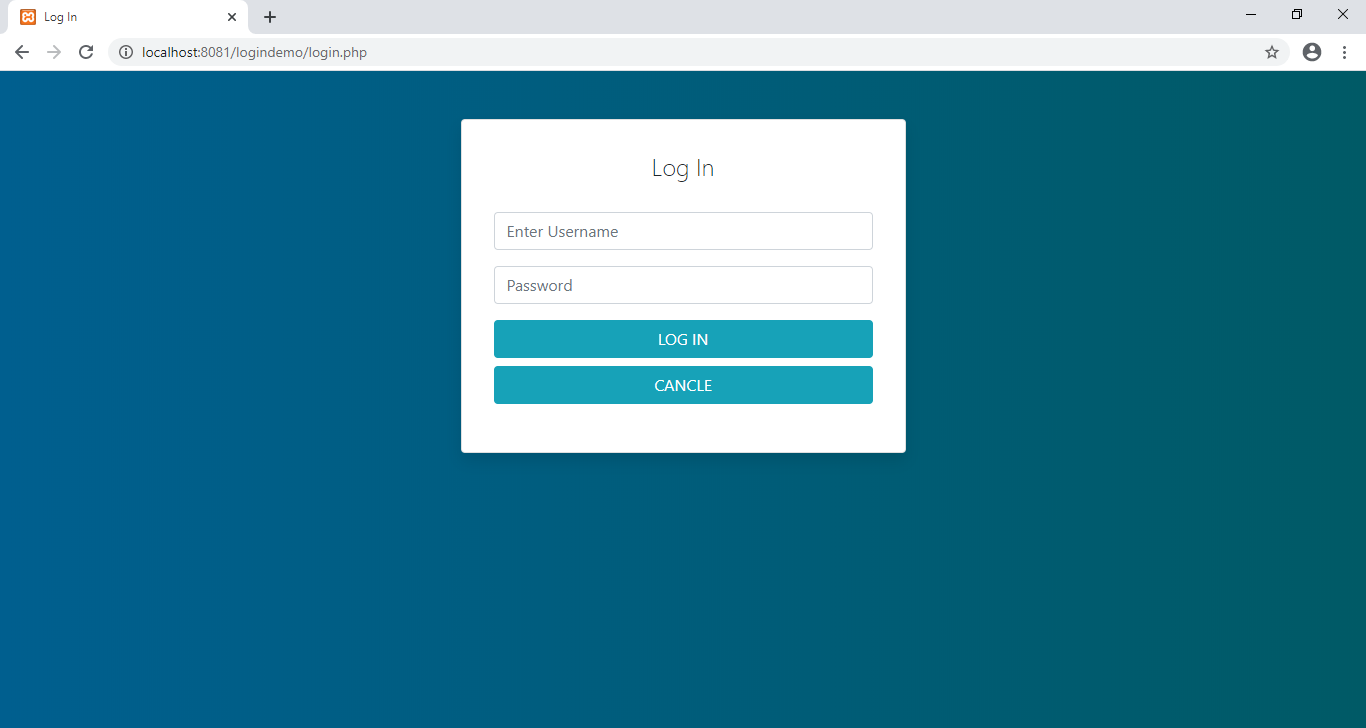 Log In
localhost:8081/logindemo/login.php
Log In
Enter Username
Password
LOG IN
CANCLE